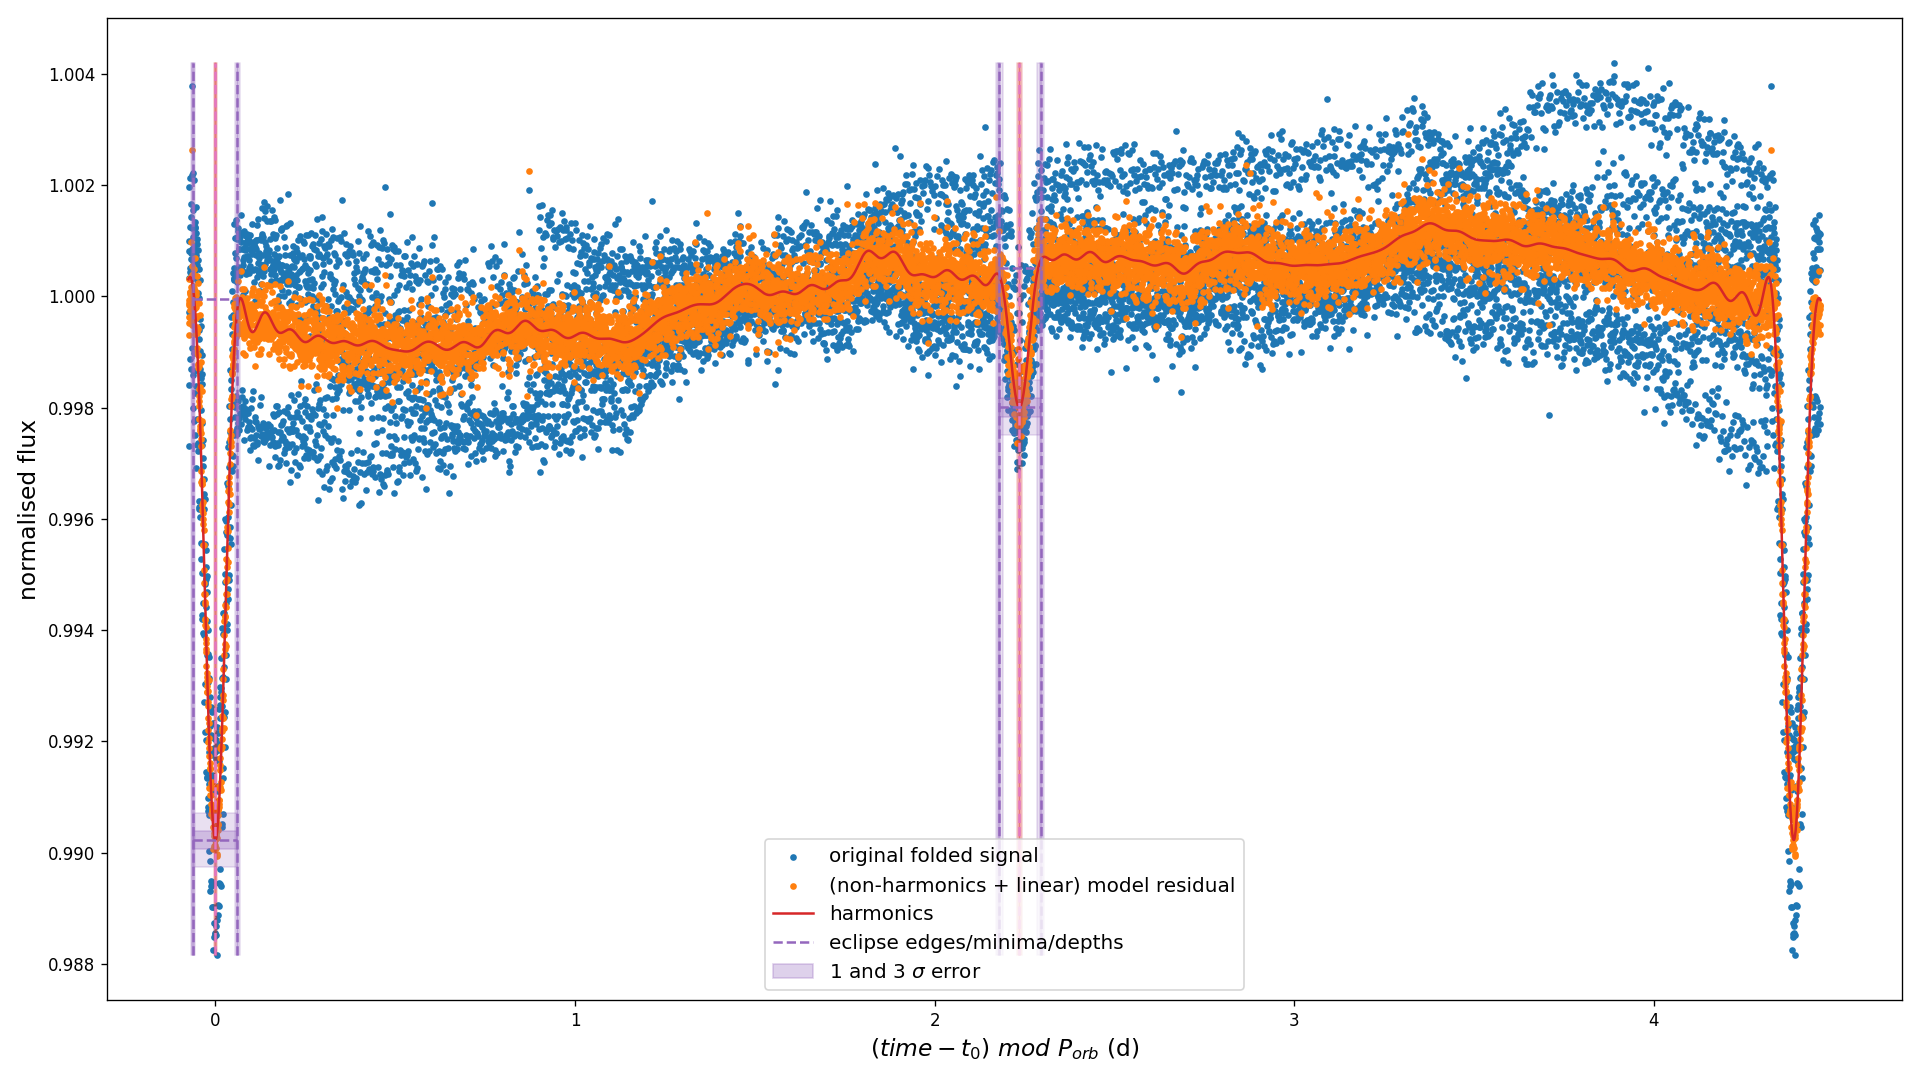 1.004
1.002
1.000
0.998
0.996
0.994
0.992
0.990
0.988
normalised flux
0 1 2 3 4
(time − t₀) mod P_orb (d)
original folded signal
(non-harmonics + linear) model residual
harmonics
eclipse edges/minima/depths
1 and 3 σ error